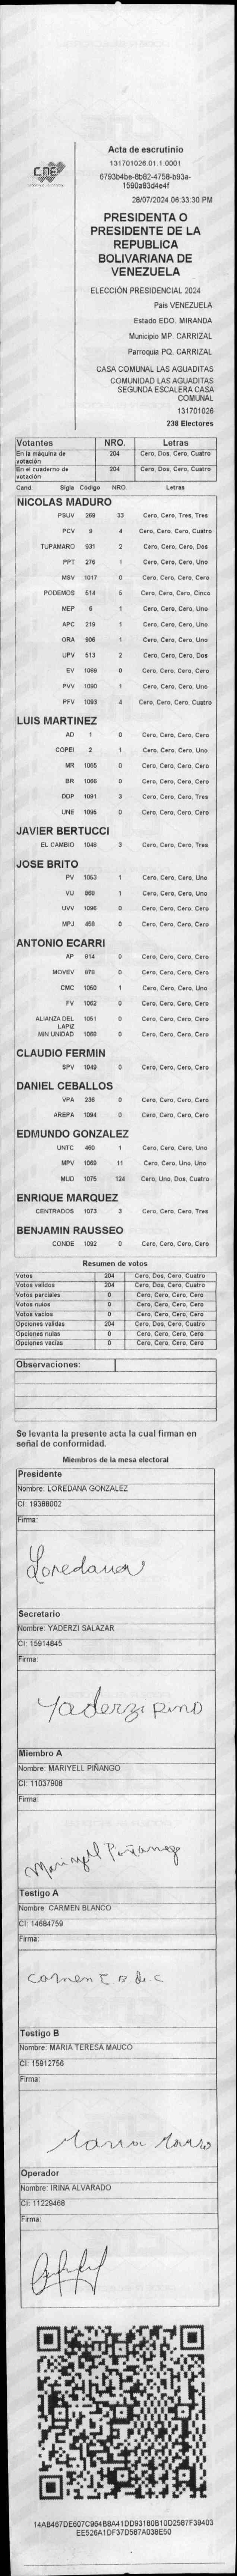 CNE
Acta de escrutinio
131701026.01.1.0001
6793b4be-8b82-4758-b93a-
1590a83d4e4f
28/07/2024 06:33:30 PM
PRESIDENTA O
PRESIDENTE DE LA
REPUBLICA
BOLIVARIANA DE
VENEZUELA
ELECCIÓN PRESIDENCIAL 2024
Pais VENEZUELA
Estado EDO. MIRANDA
Municipio MP. CARRIZAL
Parroquia PQ. CARRIZAL
CASA COMUNAL LAS AGUADITAS
COMUNIDAD LAS AGUADITAS
SEGUNDA ESCALERA CASA
COMUNAL
131701026
238 Electores
Votantes NRO. Letras
En la máquina de votación 204 Cero, Dos, Cero, Cuatro
En el cuaderno de votación 204 Cero, Dos, Cero, Cuatro
Cand. Sigla Código NRO. Letras
NICOLAS MADURO
PSUV 269 33 Cero, Cero, Tres, Tres
PCV 9 4 Cero, Cero, Cero, Cuatro
TUPAMARO 931 2 Cero, Cero, Cero, Dos
PPT 276 1 Cero, Cero, Cero, Uno
MSV 1017 0 Cero, Cero, Cero, Cero
PODEMOS 514 5 Cero, Cero, Cero, Cinco
MEP 6 1 Cero, Cero, Cero, Uno
APC 219 1 Cero, Cero, Cero, Uno
ORA 906 1 Cero, Cero, Cero, Uno
UPV 513 2 Cero, Cero, Cero, Dos
EV 1089 0 Cero, Cero, Cero, Cero
PVV 1090 1 Cero, Cero, Cero, Uno
PFV 1093 4 Cero, Cero, Cero, Cuatro
LUIS MARTINEZ
AD 1 0 Cero, Cero, Cero, Cero
COPEI 2 1 Cero, Cero, Cero, Uno
MR 1065 0 Cero, Cero, Cero, Cero
BR 1066 0 Cero, Cero, Cero, Cero
DDP 1091 3 Cero, Cero, Cero, Tres
UNE 1096 0 Cero, Cero, Cero, Cero
JAVIER BERTUCCI
EL CAMBIO 1049 3 Cero, Cero, Cero, Tres
JOSE BRITO
PV 1053 1 Cero, Cero, Cero, Uno
VU 969 1 Cero, Cero, Cero, Uno
UVV 1098 0 Cero, Cero, Cero, Cero
MPJ 458 0 Cero, Cero, Cero, Cero
ANTONIO ECARRI
AP 814 0 Cero, Cero, Cero, Cero
MOVEV 978 0 Cero, Cero, Cero, Cero
CMC 1050 1 Cero, Cero, Cero, Uno
FV 1062 0 Cero, Cero, Cero, Cero
ALIANZA DEL LAPIZ 1051 0 Cero, Cero, Cero, Cero
MIN UNIDAD 1068 0 Cero, Cero, Cero, Cero
CLAUDIO FERMIN
SPV 1049 0 Cero, Cero, Cero, Cero
DANIEL CEBALLOS
VPA 236 0 Cero, Cero, Cero, Cero
AREPA 1094 0 Cero, Cero, Cero, Cero
EDMUNDO GONZALEZ
UNTC 460 1 Cero, Cero, Cero, Uno
MPV 1069 11 Cero, Cero, Uno, Uno
MUD 1075 124 Cero, Uno, Dos, Cuatro
ENRIQUE MARQUEZ
CENTRADOS 1073 3 Cero, Cero, Cero, Tres
BENJAMIN RAUSSEO
CONDE 1092 0 Cero, Cero, Cero, Cero
Resumen de votos
Votos 204 Cero, Dos, Cero, Cuatro
Votos validos 204 Cero, Dos, Cero, Cuatro
Votos parciales 0 Cero, Cero, Cero, Cero
Votos nulos 0 Cero, Cero, Cero, Cero
Votos vacios 0 Cero, Cero, Cero, Cero
Opciones validas 204 Cero, Dos, Cero, Cuatro
Opciones nulas 0 Cero, Cero, Cero, Cero
Opciones vacias 0 Cero, Cero, Cero, Cero
Observaciones:
Se levanta la presente acta la cual firman en
señal de conformidad.
Miembros de la mesa electoral
Presidente
Nombre: LOREDANA GONZALEZ
CI: 19388002
Firma:
Loredana
Secretario
Nombre: YADERZI SALAZAR
CI: 15914845
Firma:
Yaderzi Pino
Miembro A
Nombre: MARIYELL PIÑANGO
CI: 11037908
Firma:
Mariyell Piñango
Testigo A
Nombre: CARMEN BLANCO
CI: 14684759
Firma:
Carmen E B de C
Testigo B
Nombre: MARIA TERESA MAUCO
CI: 15912756
Firma:
Maria Mauco
Operador
Nombre: IRINA ALVARADO
CI: 11229468
Firma:
14AB467DE607C964B8A41DD93180B10D2587F39403
EE526A1DF37D587A038E50